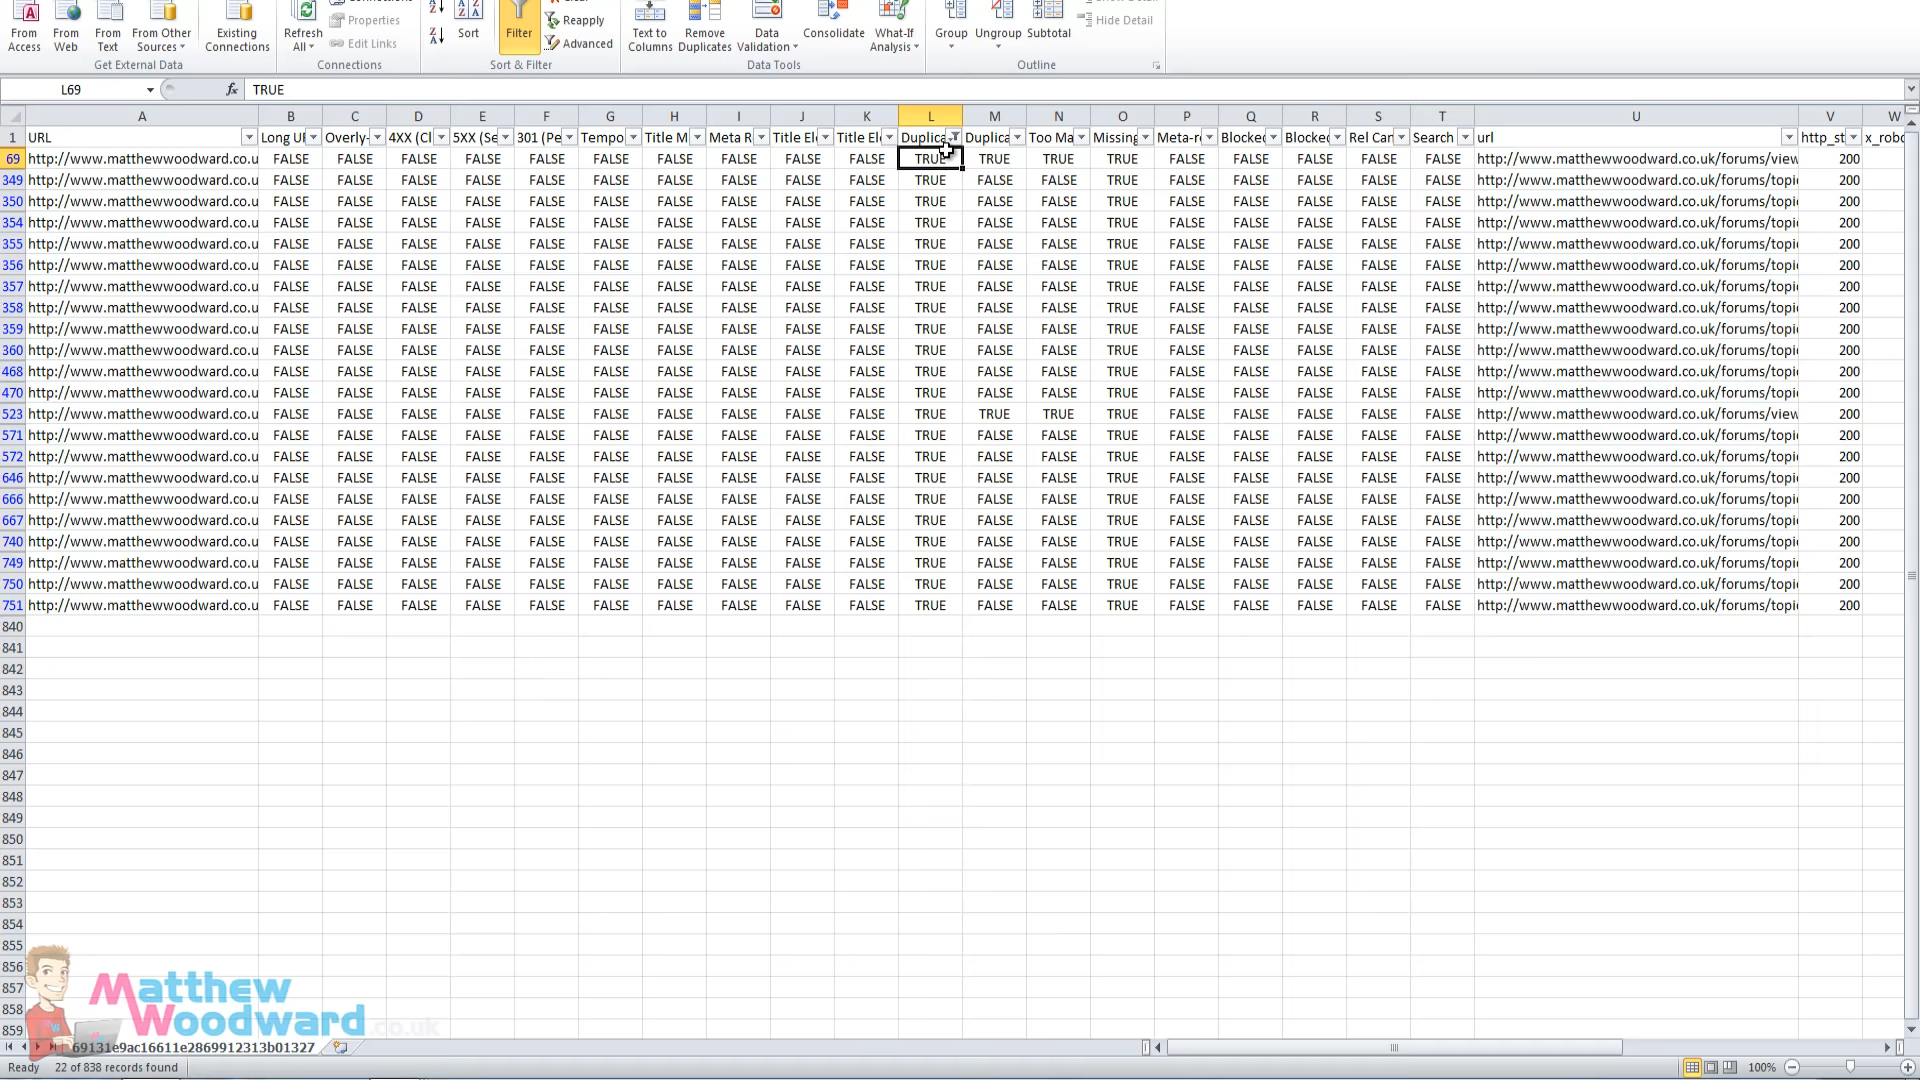 From Access
From Web
From Text
From Other Sources
Existing Connections
Refresh All
Properties
Edit Links
Sort
Filter
Reapply
Advanced
Text to Columns
Remove Duplicates
Data Validation
Consolidate
What-If Analysis
Group
Ungroup
Subtotal
Hide Detail
Get External Data
Connections
Sort & Filter
Data Tools
Outline
L69 fx TRUE
A B C D E F G H I J K L M N O P Q R S T U V W
1 URL Long Ul Overly- 4XX (Cl 5XX (Se 301 (Pe Tempo Title M Meta R Title El Title El Duplica Duplica Too Ma Missing Meta-r Blocked Blocked Rel Can Search url http_st x_robo
69 http://www.matthewwoodward.co.u FALSE FALSE FALSE FALSE FALSE FALSE FALSE FALSE FALSE FALSE TRUE TRUE TRUE TRUE FALSE FALSE FALSE FALSE FALSE http://www.matthewwoodward.co.uk/forums/view 200
349 http://www.matthewwoodward.co.u FALSE FALSE FALSE FALSE FALSE FALSE FALSE FALSE FALSE FALSE TRUE FALSE FALSE TRUE FALSE FALSE FALSE FALSE FALSE http://www.matthewwoodward.co.uk/forums/topi 200
350 http://www.matthewwoodward.co.u FALSE FALSE FALSE FALSE FALSE FALSE FALSE FALSE FALSE FALSE TRUE FALSE FALSE TRUE FALSE FALSE FALSE FALSE FALSE http://www.matthewwoodward.co.uk/forums/topi 200
354 http://www.matthewwoodward.co.u FALSE FALSE FALSE FALSE FALSE FALSE FALSE FALSE FALSE FALSE TRUE FALSE FALSE TRUE FALSE FALSE FALSE FALSE FALSE http://www.matthewwoodward.co.uk/forums/topi 200
355 http://www.matthewwoodward.co.u FALSE FALSE FALSE FALSE FALSE FALSE FALSE FALSE FALSE FALSE TRUE FALSE FALSE TRUE FALSE FALSE FALSE FALSE FALSE http://www.matthewwoodward.co.uk/forums/topi 200
356 http://www.matthewwoodward.co.u FALSE FALSE FALSE FALSE FALSE FALSE FALSE FALSE FALSE FALSE TRUE FALSE FALSE TRUE FALSE FALSE FALSE FALSE FALSE http://www.matthewwoodward.co.uk/forums/topi 200
357 http://www.matthewwoodward.co.u FALSE FALSE FALSE FALSE FALSE FALSE FALSE FALSE FALSE FALSE TRUE FALSE FALSE TRUE FALSE FALSE FALSE FALSE FALSE http://www.matthewwoodward.co.uk/forums/topi 200
358 http://www.matthewwoodward.co.u FALSE FALSE FALSE FALSE FALSE FALSE FALSE FALSE FALSE FALSE TRUE FALSE FALSE TRUE FALSE FALSE FALSE FALSE FALSE http://www.matthewwoodward.co.uk/forums/topi 200
359 http://www.matthewwoodward.co.u FALSE FALSE FALSE FALSE FALSE FALSE FALSE FALSE FALSE FALSE TRUE FALSE FALSE TRUE FALSE FALSE FALSE FALSE FALSE http://www.matthewwoodward.co.uk/forums/topi 200
360 http://www.matthewwoodward.co.u FALSE FALSE FALSE FALSE FALSE FALSE FALSE FALSE FALSE FALSE TRUE FALSE FALSE TRUE FALSE FALSE FALSE FALSE FALSE http://www.matthewwoodward.co.uk/forums/topi 200
468 http://www.matthewwoodward.co.u FALSE FALSE FALSE FALSE FALSE FALSE FALSE FALSE FALSE FALSE TRUE FALSE FALSE TRUE FALSE FALSE FALSE FALSE FALSE http://www.matthewwoodward.co.uk/forums/topi 200
470 http://www.matthewwoodward.co.u FALSE FALSE FALSE FALSE FALSE FALSE FALSE FALSE FALSE FALSE TRUE FALSE FALSE TRUE FALSE FALSE FALSE FALSE FALSE http://www.matthewwoodward.co.uk/forums/topi 200
523 http://www.matthewwoodward.co.u FALSE FALSE FALSE FALSE FALSE FALSE FALSE FALSE FALSE FALSE TRUE TRUE TRUE TRUE FALSE FALSE FALSE FALSE FALSE http://www.matthewwoodward.co.uk/forums/view 200
571 http://www.matthewwoodward.co.u FALSE FALSE FALSE FALSE FALSE FALSE FALSE FALSE FALSE FALSE TRUE FALSE FALSE TRUE FALSE FALSE FALSE FALSE FALSE http://www.matthewwoodward.co.uk/forums/topi 200
572 http://www.matthewwoodward.co.u FALSE FALSE FALSE FALSE FALSE FALSE FALSE FALSE FALSE FALSE TRUE FALSE FALSE TRUE FALSE FALSE FALSE FALSE FALSE http://www.matthewwoodward.co.uk/forums/topi 200
646 http://www.matthewwoodward.co.u FALSE FALSE FALSE FALSE FALSE FALSE FALSE FALSE FALSE FALSE TRUE FALSE FALSE TRUE FALSE FALSE FALSE FALSE FALSE http://www.matthewwoodward.co.uk/forums/topi 200
666 http://www.matthewwoodward.co.u FALSE FALSE FALSE FALSE FALSE FALSE FALSE FALSE FALSE FALSE TRUE FALSE FALSE TRUE FALSE FALSE FALSE FALSE FALSE http://www.matthewwoodward.co.uk/forums/topi 200
667 http://www.matthewwoodward.co.u FALSE FALSE FALSE FALSE FALSE FALSE FALSE FALSE FALSE FALSE TRUE FALSE FALSE TRUE FALSE FALSE FALSE FALSE FALSE http://www.matthewwoodward.co.uk/forums/topi 200
740 http://www.matthewwoodward.co.u FALSE FALSE FALSE FALSE FALSE FALSE FALSE FALSE FALSE FALSE TRUE FALSE FALSE TRUE FALSE FALSE FALSE FALSE FALSE http://www.matthewwoodward.co.uk/forums/topi 200
749 http://www.matthewwoodward.co.u FALSE FALSE FALSE FALSE FALSE FALSE FALSE FALSE FALSE FALSE TRUE FALSE FALSE TRUE FALSE FALSE FALSE FALSE FALSE http://www.matthewwoodward.co.uk/forums/topi 200
750 http://www.matthewwoodward.co.u FALSE FALSE FALSE FALSE FALSE FALSE FALSE FALSE FALSE FALSE TRUE FALSE FALSE TRUE FALSE FALSE FALSE FALSE FALSE http://www.matthewwoodward.co.uk/forums/topi 200
751 http://www.matthewwoodward.co.u FALSE FALSE FALSE FALSE FALSE FALSE FALSE FALSE FALSE FALSE TRUE FALSE FALSE TRUE FALSE FALSE FALSE FALSE FALSE http://www.matthewwoodward.co.uk/forums/topi 200
840
841
842
843
844
845
846
847
848
849
850
851
852
853
854
855
856
857
858
859
Matthew
Woodward.co.uk
69131e9ac16611e2869912313b01327
Ready 22 of 838 records found 100%